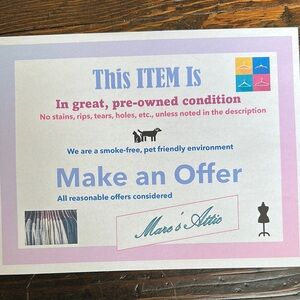 This ITEM Is
In great, pre-owned condition
No stains, rips, tears, holes, etc., unless noted in the description
We are a smoke-free, pet friendly environment
Make an Offer
All reasonable offers considered
Marc's Attic